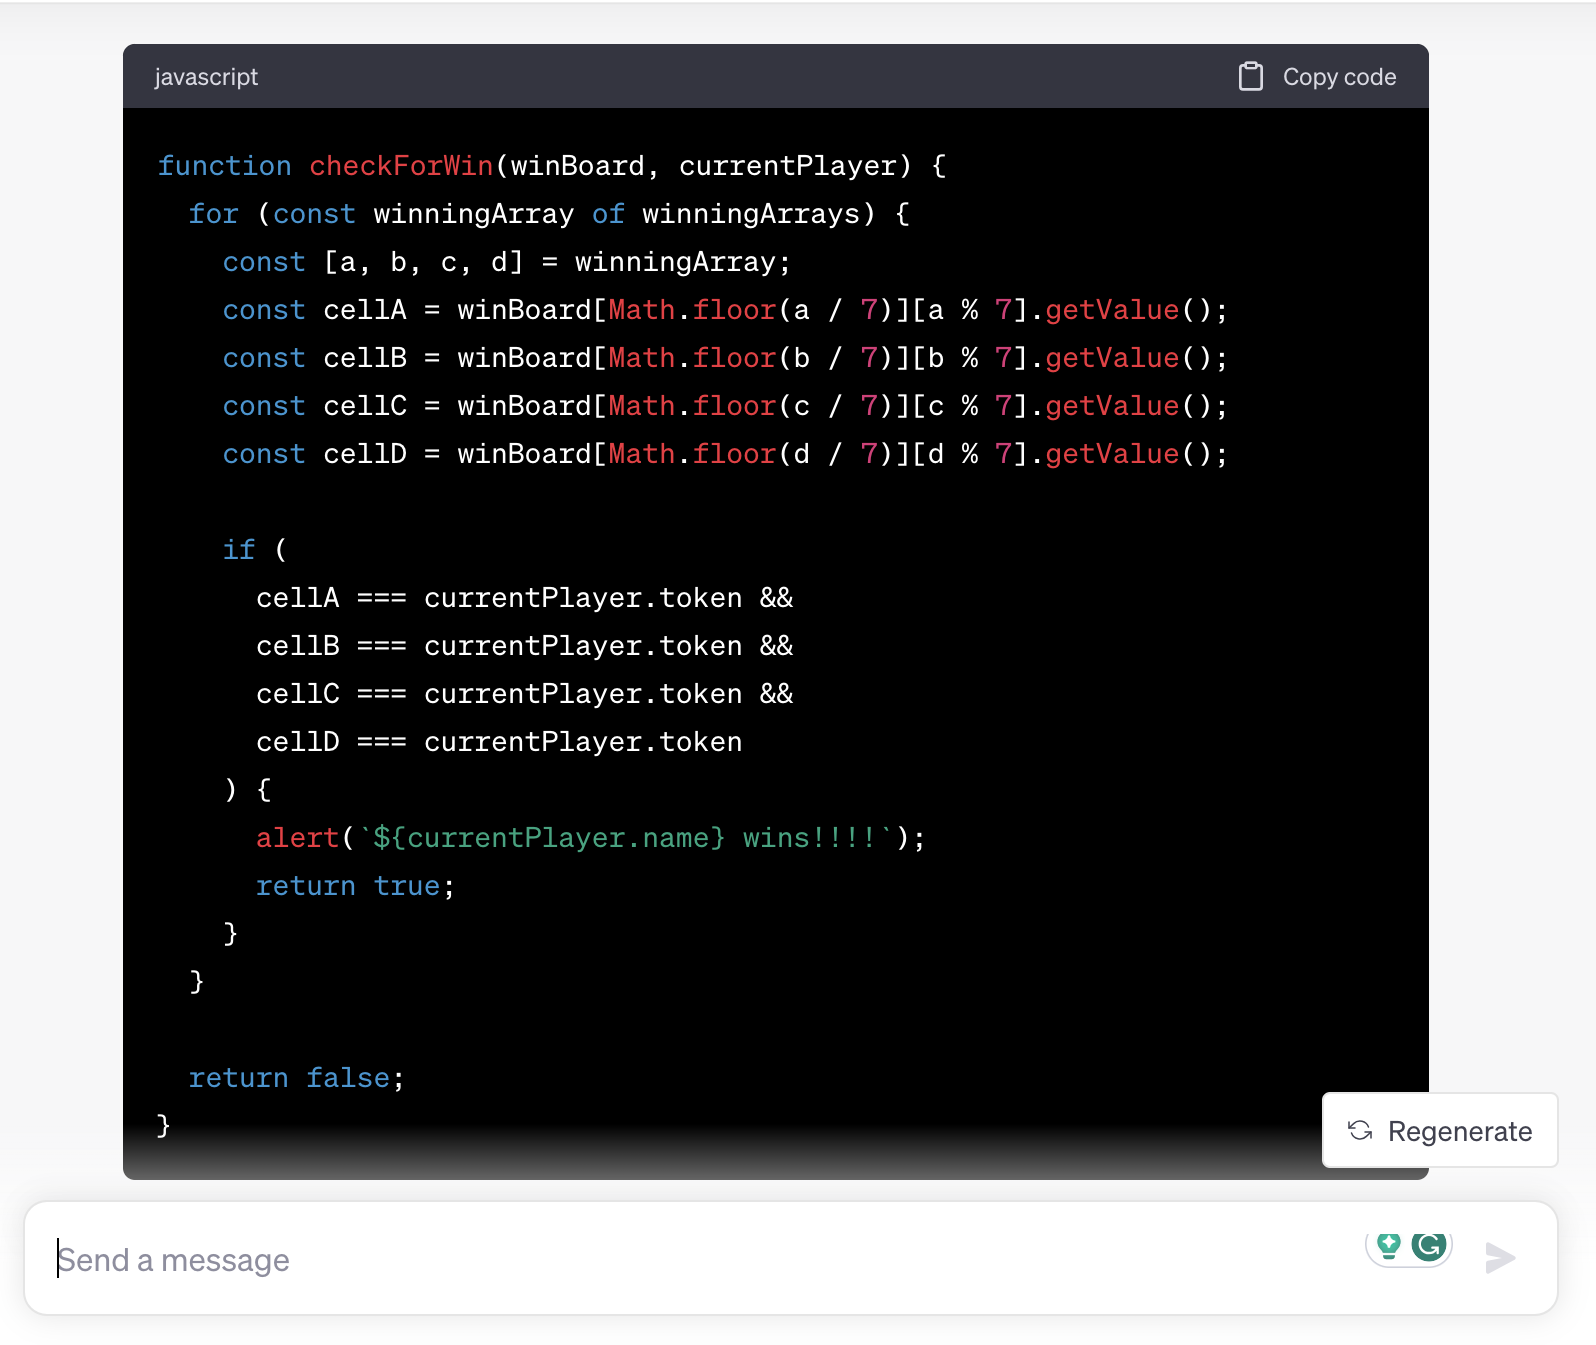 javascript
Copy code
function checkForWin(winBoard, currentPlayer) {
  for (const winningArray of winningArrays) {
    const [a, b, c, d] = winningArray;
    const cellA = winBoard[Math.floor(a / 7)][a % 7].getValue();
    const cellB = winBoard[Math.floor(b / 7)][b % 7].getValue();
    const cellC = winBoard[Math.floor(c / 7)][c % 7].getValue();
    const cellD = winBoard[Math.floor(d / 7)][d % 7].getValue();

    if (
      cellA === currentPlayer.token &&
      cellB === currentPlayer.token &&
      cellC === currentPlayer.token &&
      cellD === currentPlayer.token
    ) {
      alert(`${currentPlayer.name} wins!!!!`);
      return true;
    }
  }

  return false;
}
Regenerate
Send a message